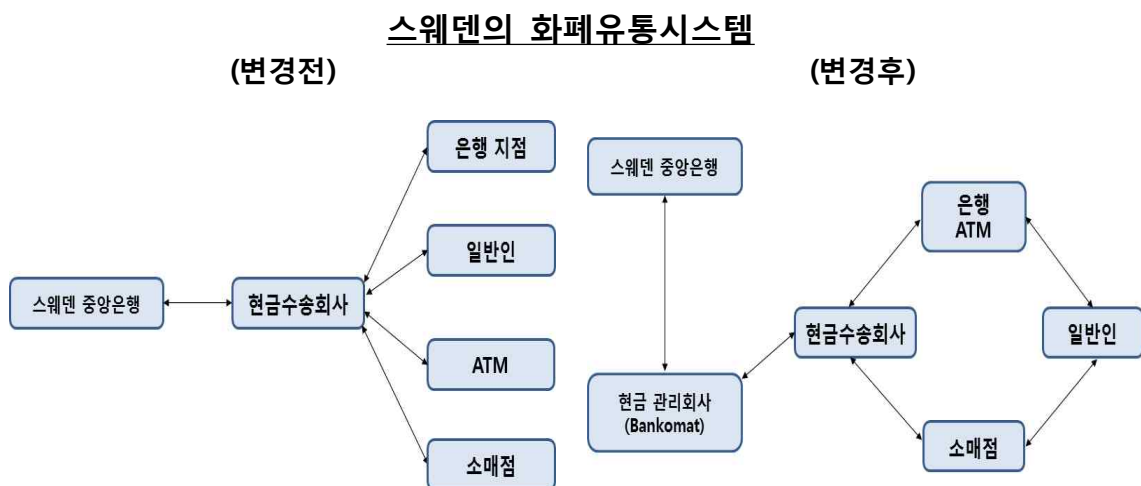 스웨덴의 화폐유통시스템
(변경전)
(변경후)
은행 지점
일반인
스웨덴 중앙은행
현금수송회사
ATM
소매점
스웨덴 중앙은행
은행
ATM
현금수송회사
일반인
현금 관리회사
(Bankomat)
소매점